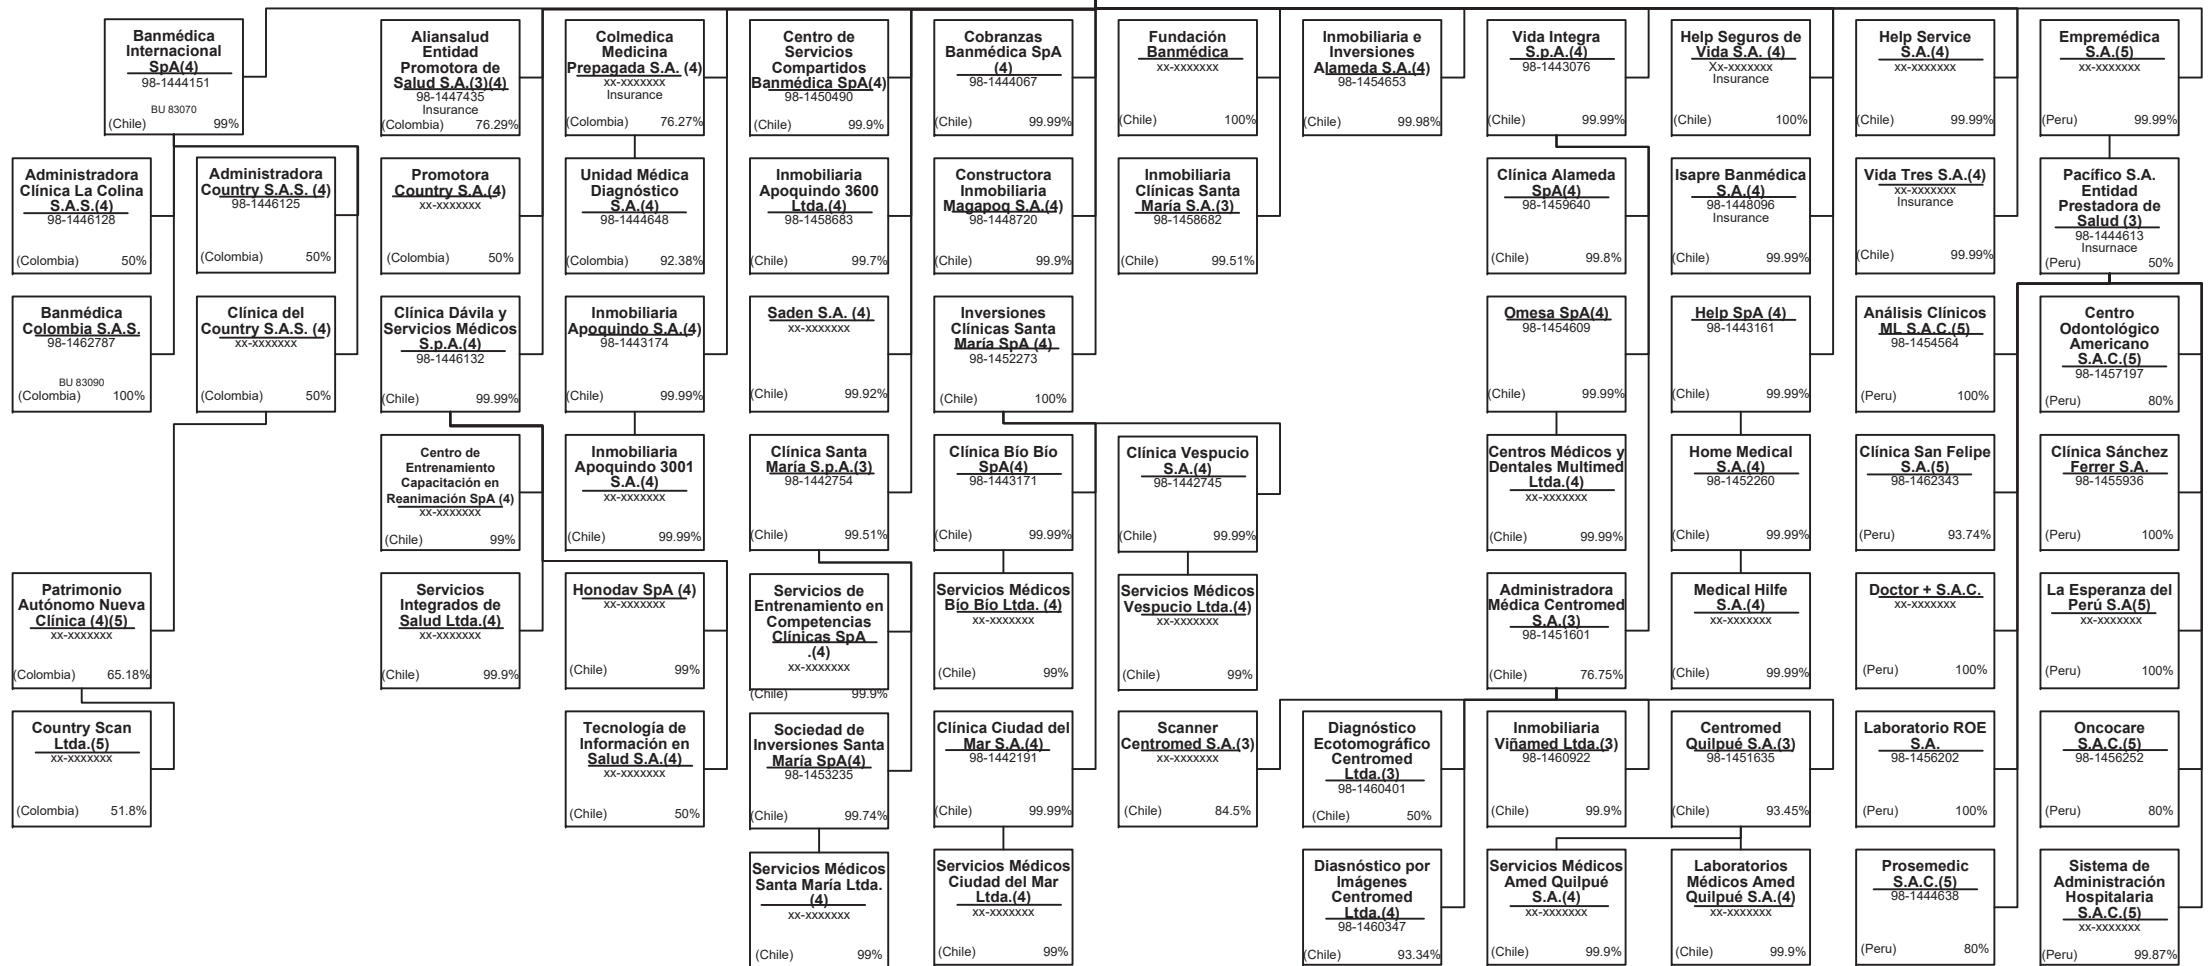 Banmédica
Internacional
SpA(4)
98-1444151
BU 83070
(Chile) 99%
Aliansalud
Entidad
Promotora de
Salud S.A.(3)(4)
98-1447435
Insurance
(Colombia) 76.29%
Colmedica
Medicina
Prepagada S.A. (4)
xx-xxxxxxx
Insurance
(Colombia) 76.27%
Centro de
Servicios
Compartidos
Banmédica SpA(4)
98-1450490
(Chile) 99.9%
Cobranzas
Banmédica SpA
(4)
98-1444067
(Chile) 99.99%
Fundación
Banmédica
xx-xxxxxxx
(Chile) 100%
Inmobiliaria e
Inversiones
Alameda S.A.(4)
98-1454653
(Chile) 99.98%
Vida Integra
S.p.A.(4)
98-1443076
(Chile) 99.99%
Help Seguros de
Vida S.A. (4)
Xx-xxxxxxx
Insurance
(Chile) 100%
Help Service
S.A.(4)
xx-xxxxxxx
(Chile) 99.99%
Empremédica
S.A.(5)
xx-xxxxxxx
(Peru) 99.99%
Administradora
Clínica La Colina
S.A.S.(4)
98-1446128
(Colombia) 50%
Administradora
Country S.A.S. (4)
98-1446125
(Colombia) 50%
Promotora
Country S.A.(4)
xx-xxxxxxx
(Colombia) 50%
Unidad Médica
Diagnóstico
S.A.(4)
98-1444648
(Colombia) 92.38%
Inmobiliaria
Apoquindo 3600
Ltda.(4)
98-1458683
(Chile) 99.7%
Constructora
Inmobiliaria
Magapoq S.A.(4)
98-1448720
(Chile) 99.9%
Inmobiliaria
Clínicas Santa
María S.A.(3)
98-1458682
(Chile) 99.51%
Clínica Alameda
SpA(4)
98-1459640
(Chile) 99.8%
Isapre Banmédica
S.A.(4)
98-1448096
Insurance
(Chile) 99.99%
Vida Tres S.A.(4)
xx-xxxxxxx
Insurance
(Chile) 99.99%
Pacífico S.A.
Entidad
Prestadora de
Salud (3)
98-1444613
Insurnace
(Peru) 50%
Banmédica
Colombia S.A.S.
98-1462787
BU 83090
(Colombia) 100%
Clínica del
Country S.A.S. (4)
xx-xxxxxxx
(Colombia) 50%
Clínica Dávila y
Servicios Médicos
S.p.A.(4)
98-1446132
(Chile) 99.99%
Inmobiliaria
Apoquindo S.A.(4)
98-1443174
(Chile) 99.99%
Saden S.A. (4)
xx-xxxxxxx
(Chile) 99.92%
Inversiones
Clínicas Santa
María SpA (4)
98-1452273
(Chile) 100%
Omesa SpA(4)
98-1454609
(Chile) 99.99%
Help SpA (4)
98-1443161
(Chile) 99.99%
Análisis Clínicos
ML S.A.C.(5)
98-1454564
(Peru) 100%
Centro
Odontológico
Americano
S.A.C.(5)
98-1457197
(Peru) 80%
Centro de
Entrenamiento
Capacitación en
Reanimación SpA (4)
xx-xxxxxxx
(Chile) 99%
Inmobiliaria
Apoquindo 3001
S.A.(4)
xx-xxxxxxx
(Chile) 99.99%
Clínica Santa
María S.p.A.(3)
98-1442754
(Chile) 99.51%
Clínica Bío Bío
SpA(4)
98-1443171
(Chile) 99.99%
Clínica Vespucio
S.A.(4)
98-1442745
(Chile) 99.99%
Centros Médicos y
Dentales Multimed
Ltda.(4)
xx-xxxxxxx
(Chile) 99.99%
Home Medical
S.A.(4)
98-1452260
(Chile) 99.99%
Clínica San Felipe
S.A.(5)
98-1462343
(Peru) 93.74%
Clínica Sánchez
Ferrer S.A.
98-1455936
(Peru) 100%
Patrimonio
Autónomo Nueva
Clínica (4)(5)
xx-xxxxxxx
(Colombia) 65.18%
Servicios
Integrados de
Salud Ltda.(4)
xx-xxxxxxx
(Chile) 99.9%
Honodav SpA (4)
xx-xxxxxxx
(Chile) 99%
Servicios de
Entrenamiento en
Competencias
Clínicas SpA
.(4)
xx-xxxxxxx
(Chile) 99.9%
Servicios Médicos
Bío Bío Ltda. (4)
xx-xxxxxxx
(Chile) 99%
Servicios Médicos
Vespucio Ltda.(4)
xx-xxxxxxx
(Chile) 99%
Administradora
Médica Centromed
S.A.(3)
98-1451601
(Chile) 76.75%
Medical Hilfe
S.A.(4)
xx-xxxxxxx
(Chile) 99.99%
Doctor + S.A.C.
xx-xxxxxxx
(Peru) 100%
La Esperanza del
Perú S.A(5)
xx-xxxxxxx
(Peru) 100%
Country Scan
Ltda.(5)
xx-xxxxxxx
(Colombia) 51.8%
Tecnología de
Información en
Salud S.A.(4)
xx-xxxxxxx
(Chile) 50%
Sociedad de
Inversiones Santa
María SpA(4)
98-1453235
(Chile) 99.74%
Clínica Ciudad del
Mar S.A.(4)
98-1442191
(Chile) 99.99%
Scanner
Centromed S.A.(3)
xx-xxxxxxx
(Chile) 84.5%
Diagnóstico
Ecotomográfico
Centromed
Ltda.(3)
98-1460401
(Chile) 50%
Inmobiliaria
Viñamed Ltda.(3)
98-1460922
(Chile) 99.9%
Centromed
Quilpué S.A.(3)
98-1451635
(Chile) 93.45%
Laboratorio ROE
S.A.
98-1456202
(Peru) 100%
Oncocare
S.A.C.(5)
98-1456252
(Peru) 80%
Servicios Médicos
Santa María Ltda.
(4)
xx-xxxxxxx
(Chile) 99%
Servicios Médicos
Ciudad del Mar
Ltda.(4)
xx-xxxxxxx
(Chile) 99%
Diasnóstico por
Imágenes
Centromed
Ltda.(4)
98-1460347
(Chile) 93.34%
Servicios Médicos
Amed Quilpué
S.A.(4)
xx-xxxxxxx
(Chile) 99.9%
Laboratorios
Médicos Amed
Quilpué S.A.(4)
xx-xxxxxxx
(Chile) 99.9%
Prosemedic
S.A.C.(5)
98-1444638
(Peru) 80%
Sistema de
Administración
Hospitalaria
S.A.C.(5)
xx-xxxxxxx
(Peru) 99.87%